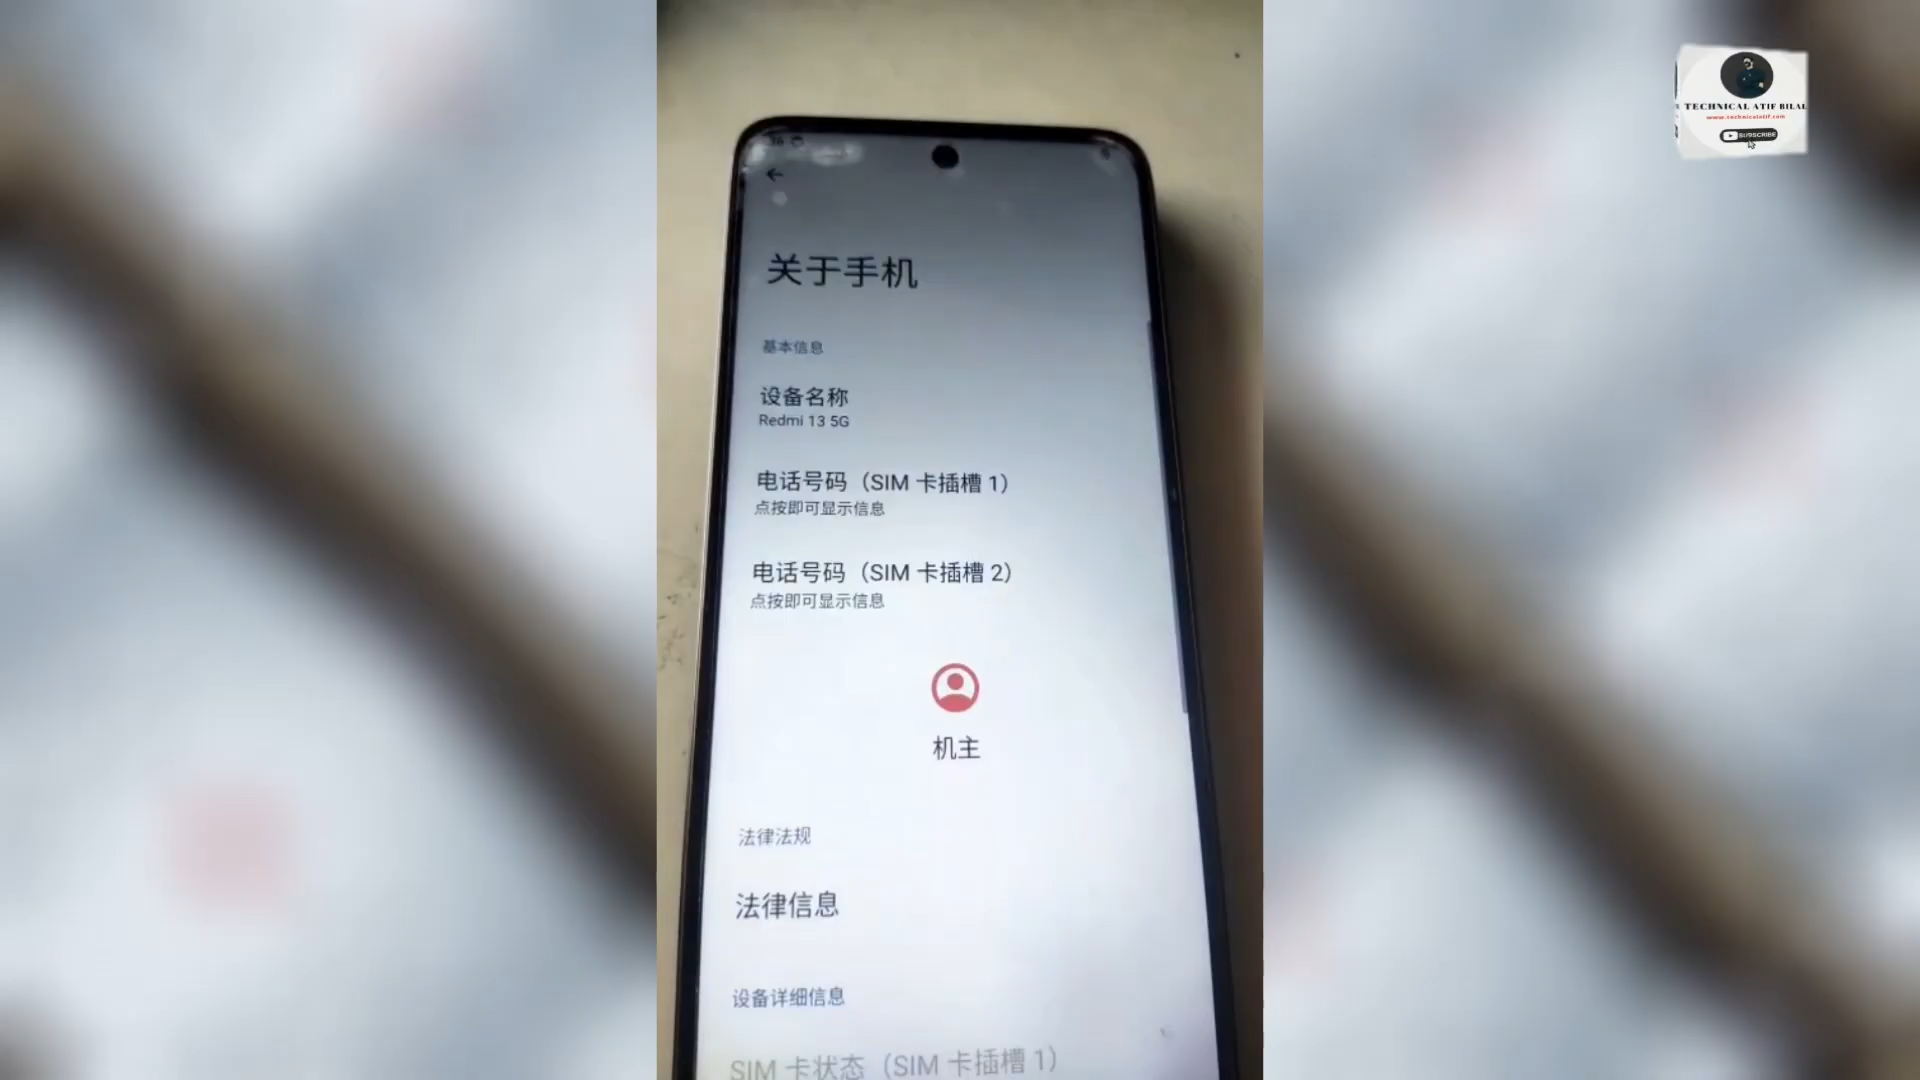 TECHNICAL ATIF BILAL
www.technicalatif.com
SUBSCRIBE
关于手机
基本信息
设备名称
Redmi 13 5G
电话号码（SIM 卡插槽 1）
点按即可显示信息
电话号码（SIM 卡插槽 2）
点按即可显示信息
机主
法律法规
法律信息
设备详细信息
SIM 卡状态（SIM 卡插槽 1）